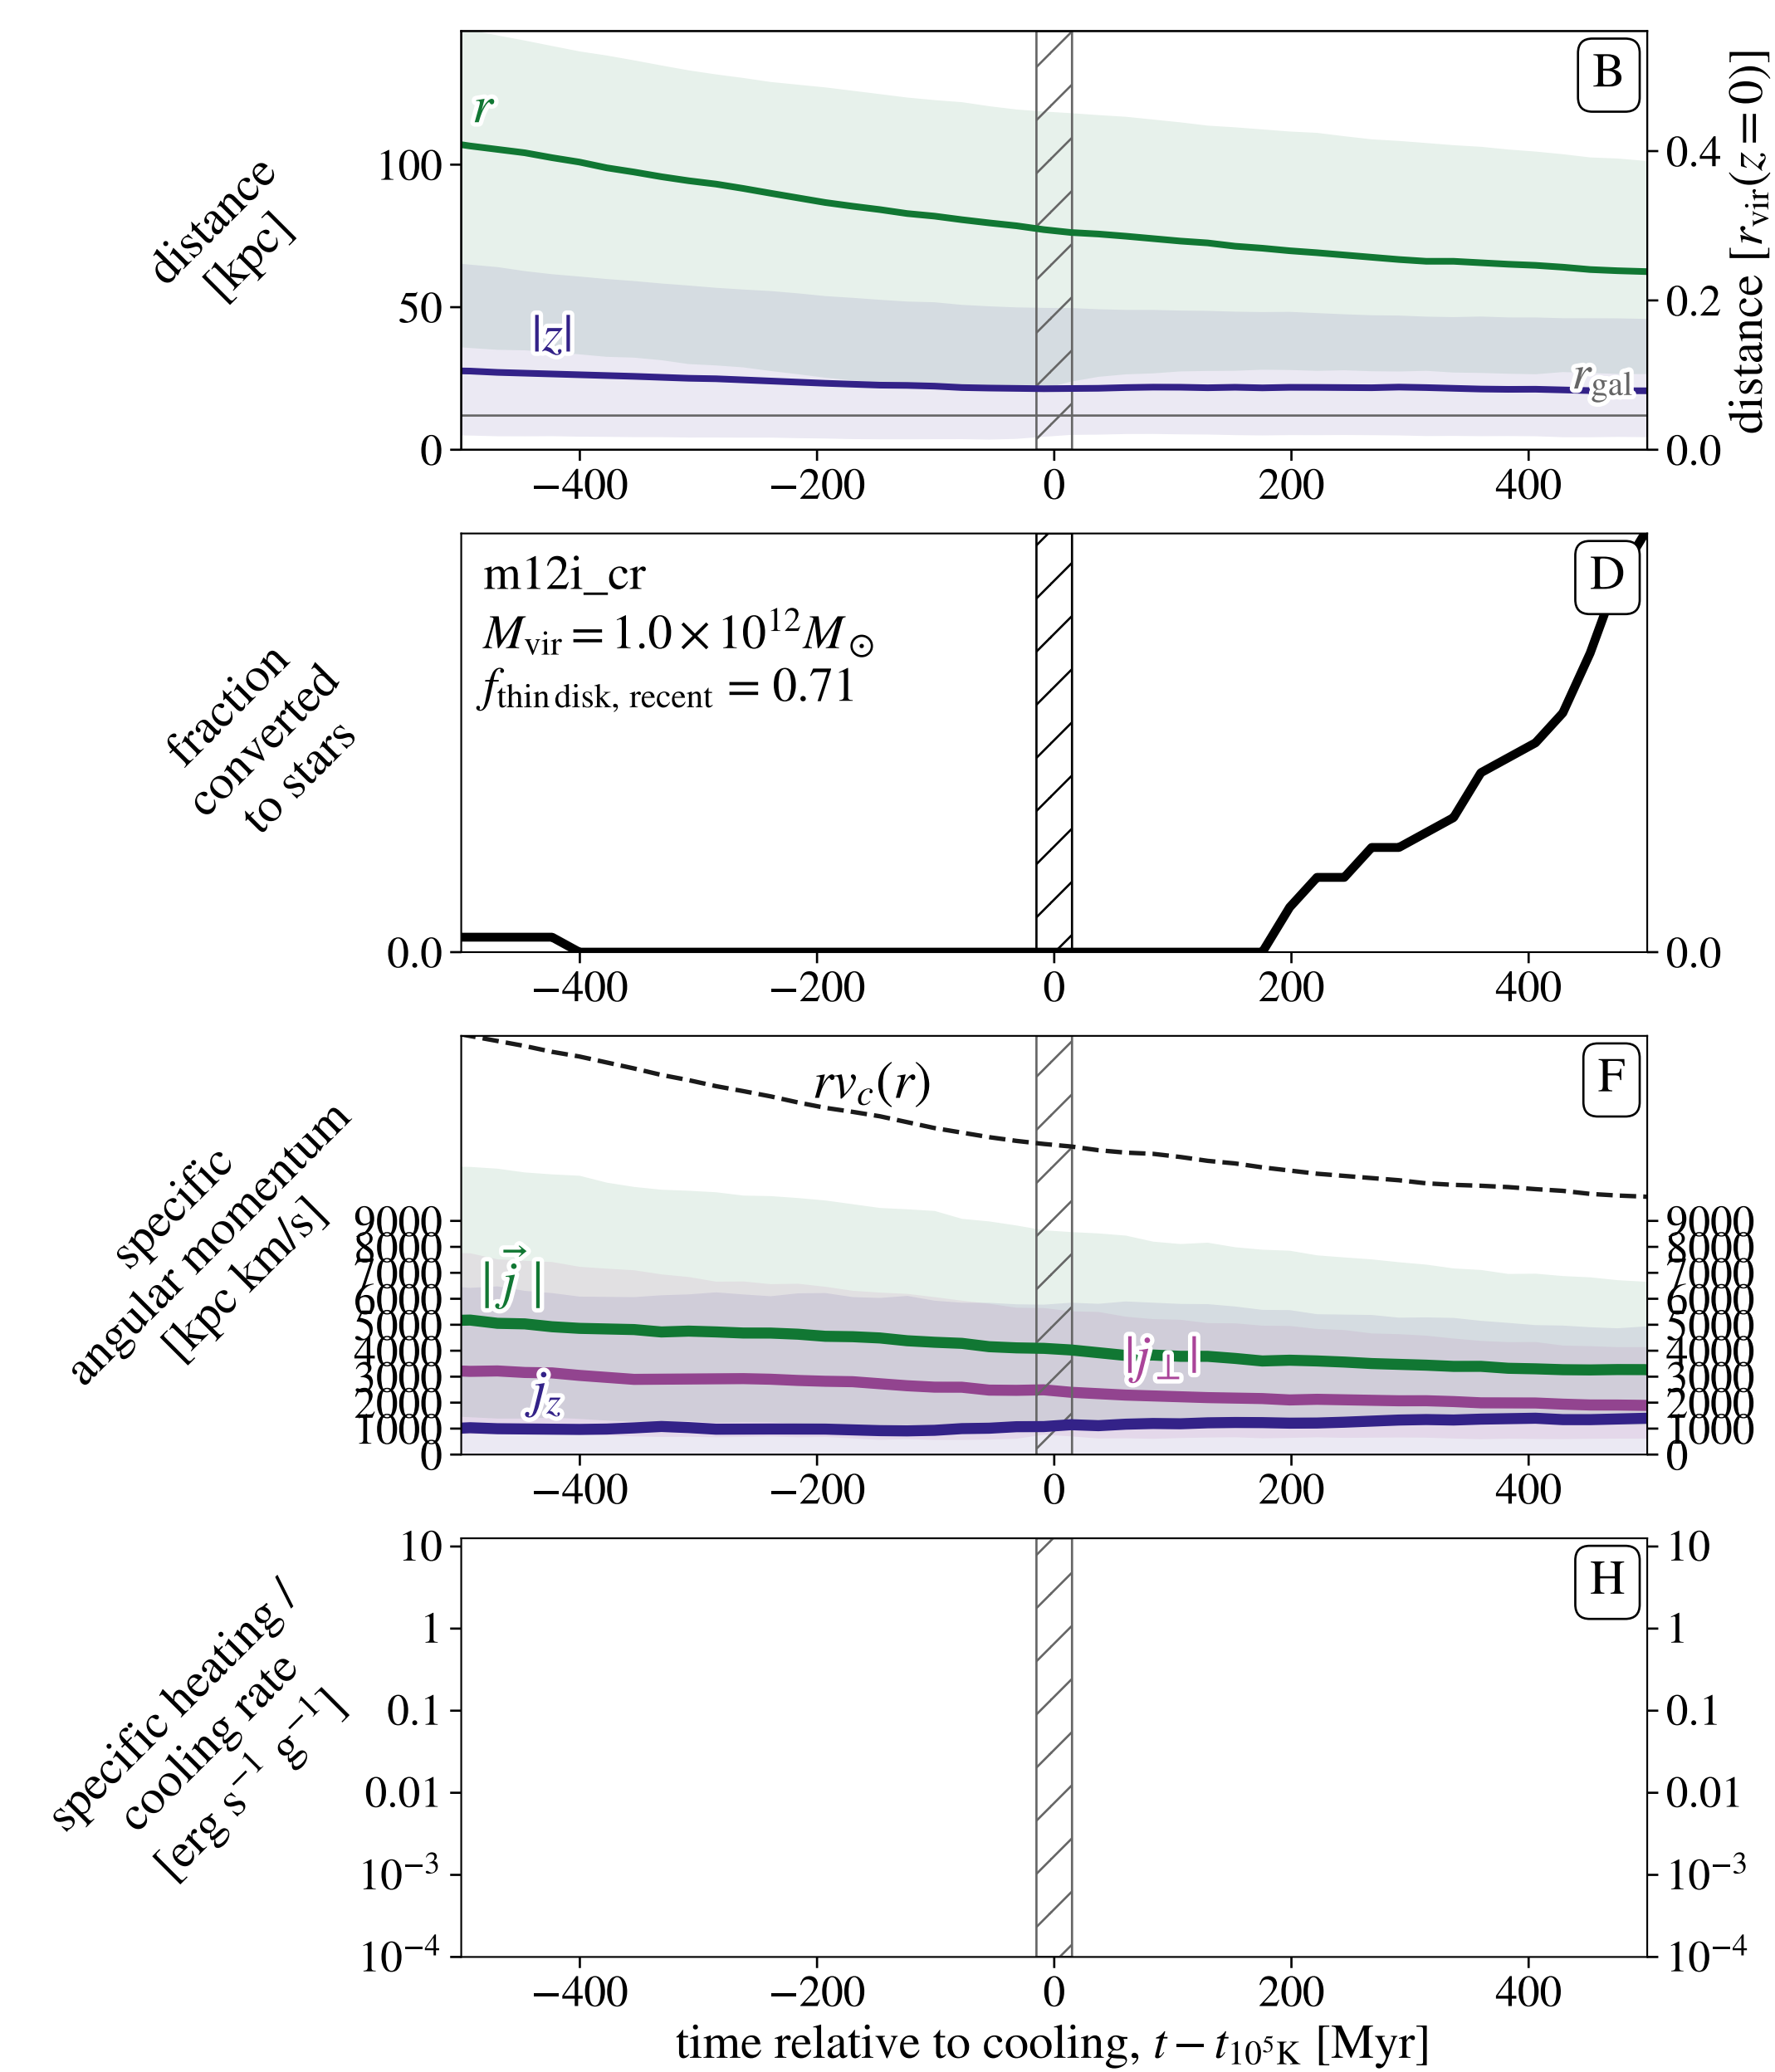 B
distance
[kpc]
100
50
0
r
|z|
r_gal
0.4
0.2
0.0
distance [r_vir(z=0)]
−400 −200 0 200 400
D
m12i_cr
M_vir = 1.0 × 10^12 M_⊙
f_thin disk, recent = 0.71
fraction
converted
to stars
0.0
0.0
−400 −200 0 200 400
F
rv_c(r)
specific
angular momentum
[kpc km/s]
9000
8000
7000
6000
5000
4000
3000
2000
1000
0
|j⃗|
|j_⊥|
j_z
9000
8000
7000
6000
5000
4000
3000
2000
1000
0
−400 −200 0 200 400
H
specific heating /
cooling rate
[erg s^−1 g^−1]
10
1
0.1
0.01
10^−3
10^−4
10
1
0.1
0.01
10^−3
10^−4
−400 −200 0 200 400
time relative to cooling, t − t_10^5K [Myr]